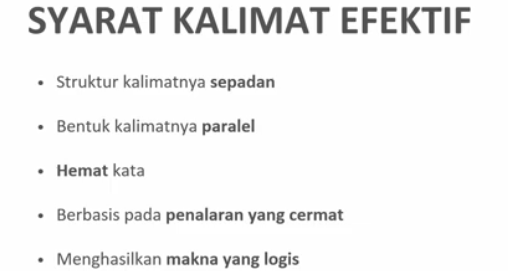 SYARAT KALIMAT EFEKTIF
• Struktur kalimatnya sepadan
• Bentuk kalimatnya paralel
• Hemat kata
• Berbasis pada penalaran yang cermat
• Menghasilkan makna yang logis